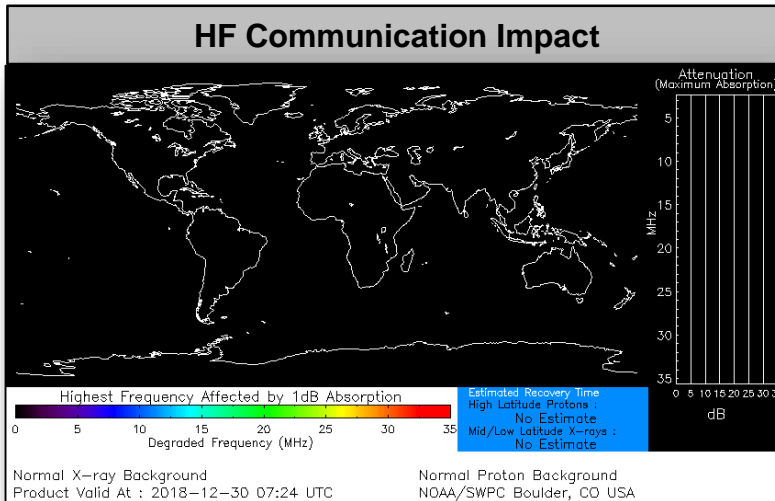 HF Communication Impact
Attenuation
(Maximum Absorption)
5
10
15
20
25
30
35
MHz
0 5 10 15 20 25 30
dB
Highest Frequency Affected by 1dB Absorption
0 5 10 15 20 25 30 35
Degraded Frequency (MHz)
Estimated Recovery Time
High Latitude Protons :
No Estimate
Mid/Low Latitude X-rays :
No Estimate
Normal X-ray Background
Normal Proton Background
Product Valid At : 2018-12-30 07:24 UTC
NOAA/SWPC Boulder, CO USA